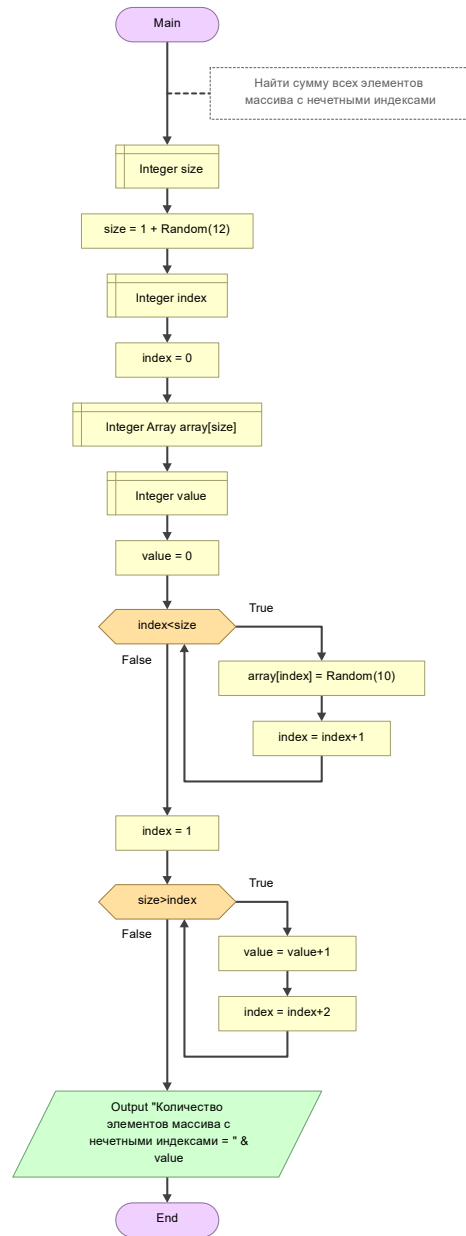 Main
Найти сумму всех элементов
массива с нечетными индексами
Integer size
size = 1 + Random(12)
Integer index
index = 0
Integer Array array[size]
Integer value
value = 0
index<size
True
False
array[index] = Random(10)
index = index+1
index = 1
size>index
True
False
value = value+1
index = index+2
Output "Количество
элементов массива с
нечетными индексами = " &
value
End